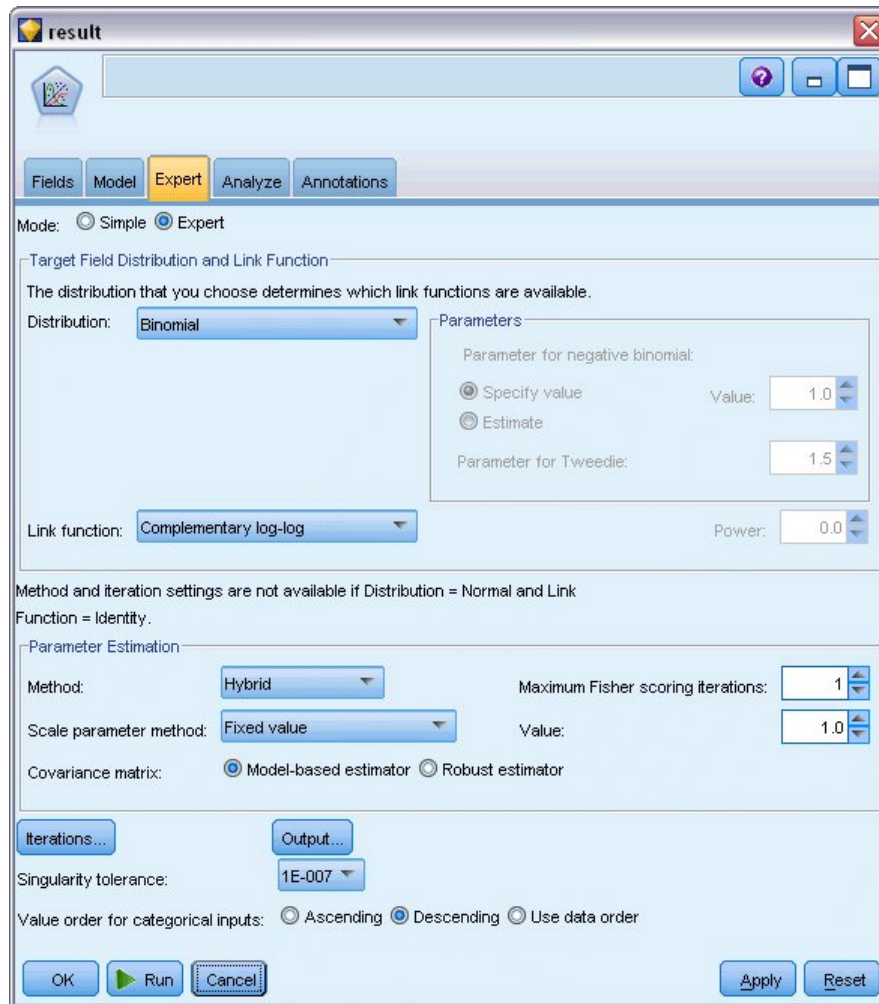 result
Fields Model Expert Analyze Annotations
Mode: Simple Expert
Target Field Distribution and Link Function
The distribution that you choose determines which link functions are available.
Distribution: Binomial
Parameters
Parameter for negative binomial:
Specify value Value: 1.0
Estimate
Parameter for Tweedie: 1.5
Link function: Complementary log-log Power: 0.0
Method and iteration settings are not available if Distribution = Normal and Link
Function = Identity.
Parameter Estimation
Method: Hybrid Maximum Fisher scoring iterations: 1
Scale parameter method: Fixed value Value: 1.0
Covariance matrix: Model-based estimator Robust estimator
Iterations... Output...
Singularity tolerance: 1E-007
Value order for categorical inputs: Ascending Descending Use data order
OK Run Cancel Apply Reset